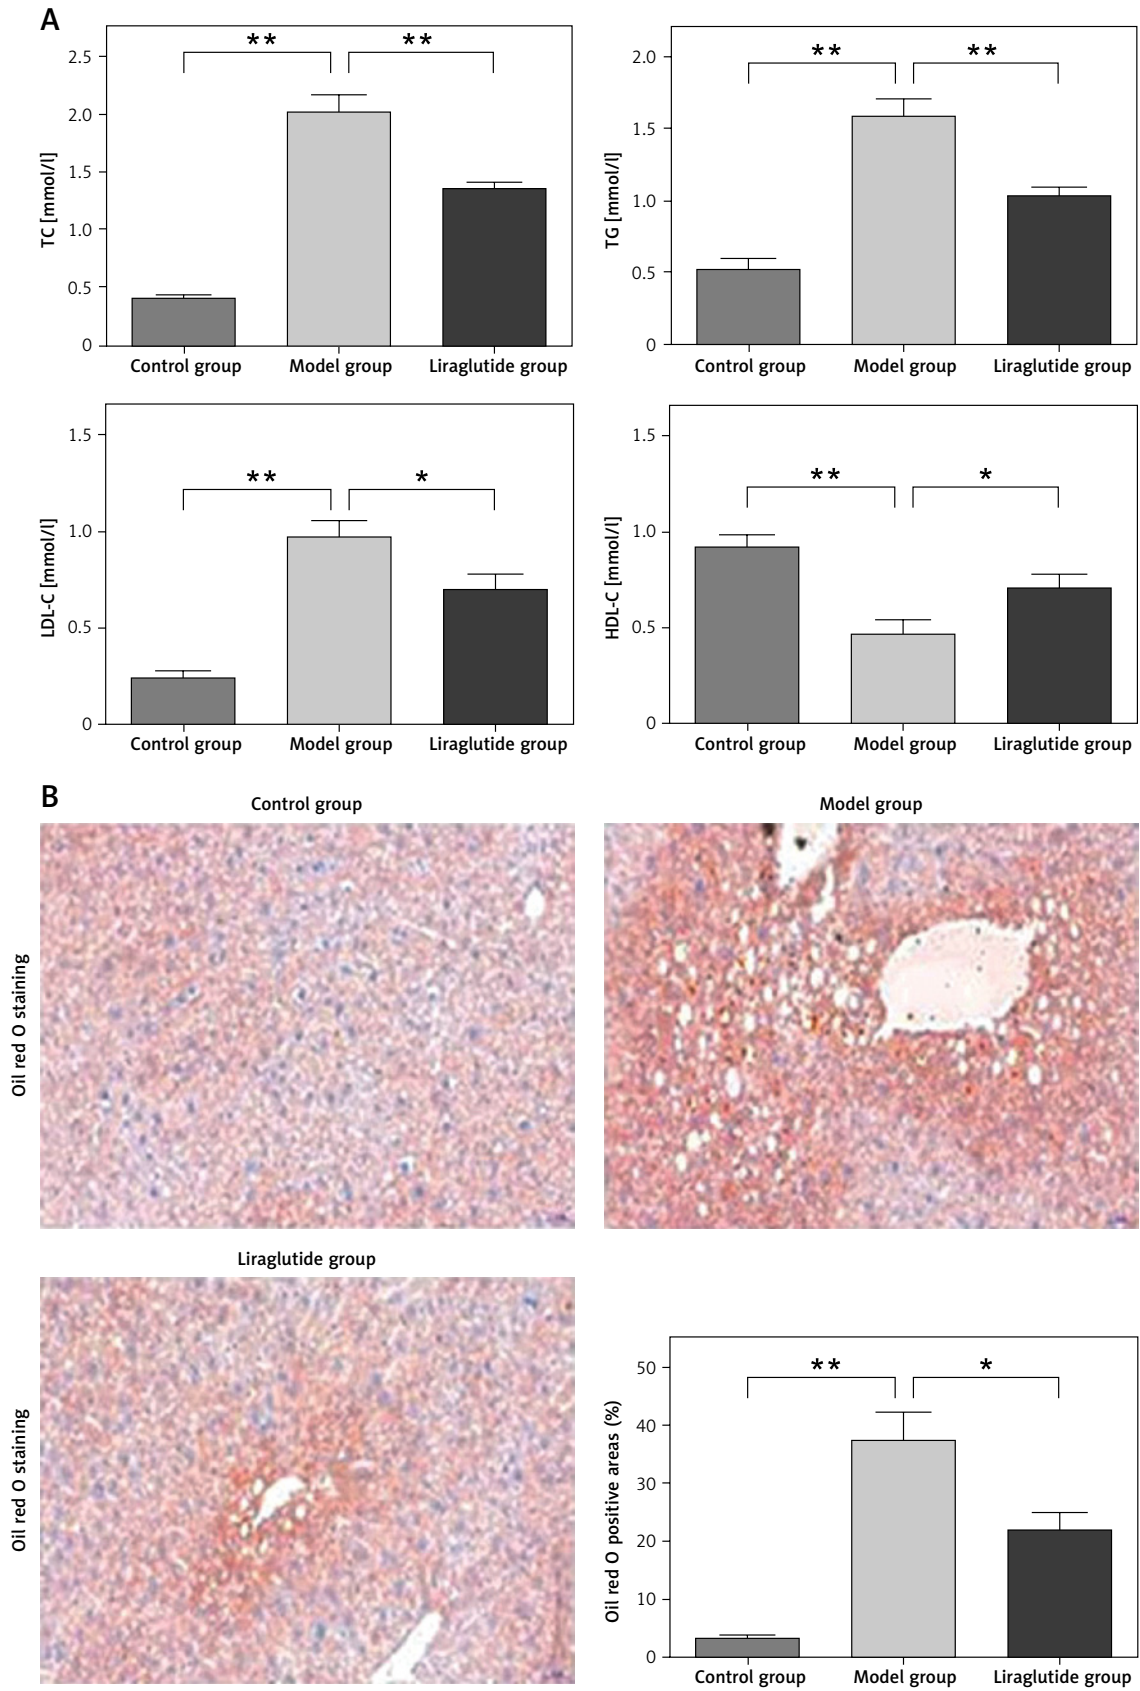 A
TC [mmol/l]
2.5
2.0
1.5
1.0
0.5
0
** **
Control group Model group Liraglutide group
TG [mmol/l]
2.0
1.5
1.0
0.5
0
** **
Control group Model group Liraglutide group
LDL-C [mmol/l]
1.5
1.0
0.5
0
** *
Control group Model group Liraglutide group
HDL-C [mmol/l]
1.5
1.0
0.5
0
** *
Control group Model group Liraglutide group
B
Control group
Model group
Oil red O staining
Liraglutide group
Oil red O staining
Oil red O positive areas (%)
50
40
30
20
10
0
** *
Control group Model group Liraglutide group